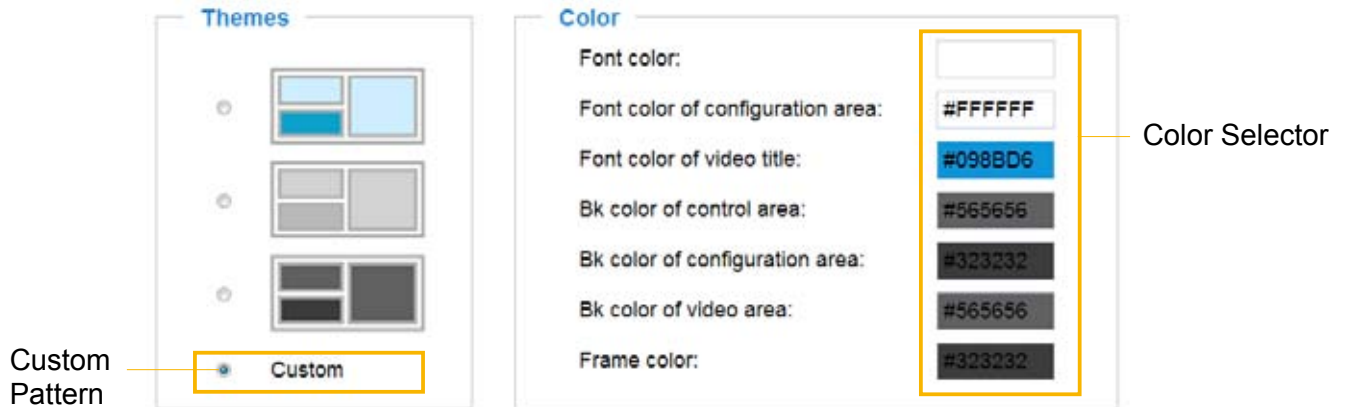 Themes
Custom
Custom
Pattern
Color
Font color:
Font color of configuration area: #FFFFFF
Font color of video title: #098BD6
Bk color of control area: #565656
Bk color of configuration area: #323232
Bk color of video area: #565656
Frame color: #323232
Color Selector